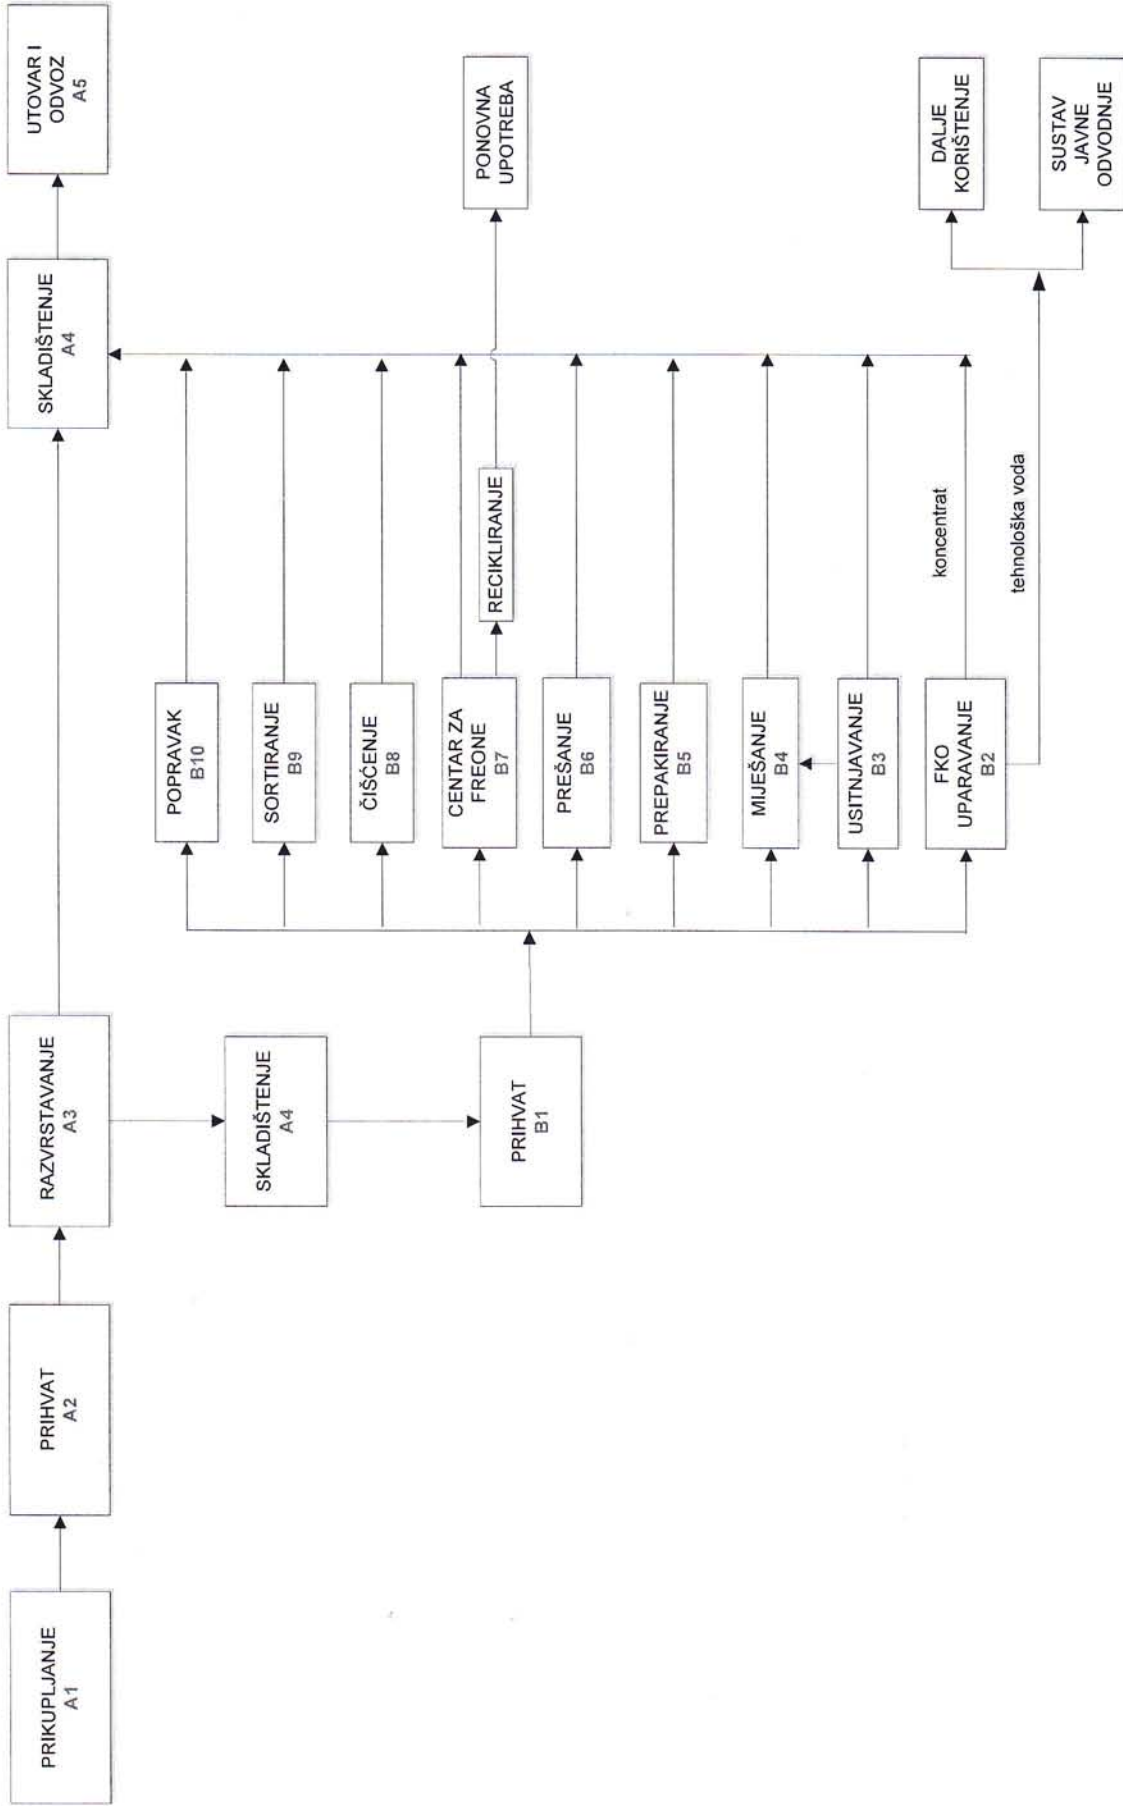 PRIKUPLJANJE
A1
PRIHVAT
A2
RAZVRSTAVANJE
A3
SKLADIŠTENJE
A4
UTOVAR I
ODVOZ
A5
SKLADIŠTENJE
A4
PRIHVAT
B1
POPRAVAK
B10
SORTIRANJE
B9
ČIŠĆENJE
B8
CENTAR ZA
FREONE
B7
RECIKLIRANJE
PONOVNA
UPOTREBA
PREŠANJE
B6
PREPAKIRANJE
B5
MIJEŠANJE
B4
USITNJAVANJE
B3
FKO
UPARAVANJE
B2
koncentrat
tehnološka voda
DALJE
KORIŠTENJE
SUSTAV
JAVNE
ODVODNJE